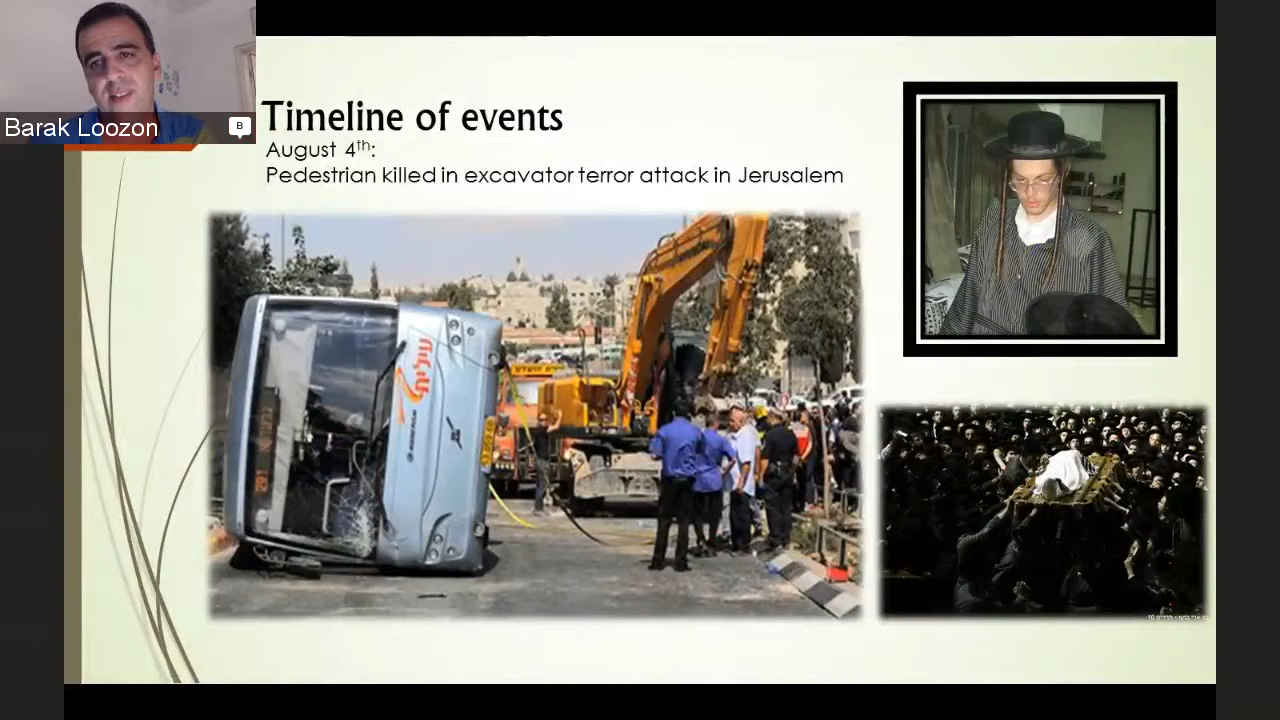 Barak Loozon
B
Timeline of events
August 4th:
Pedestrian killed in excavator terror attack in Jerusalem